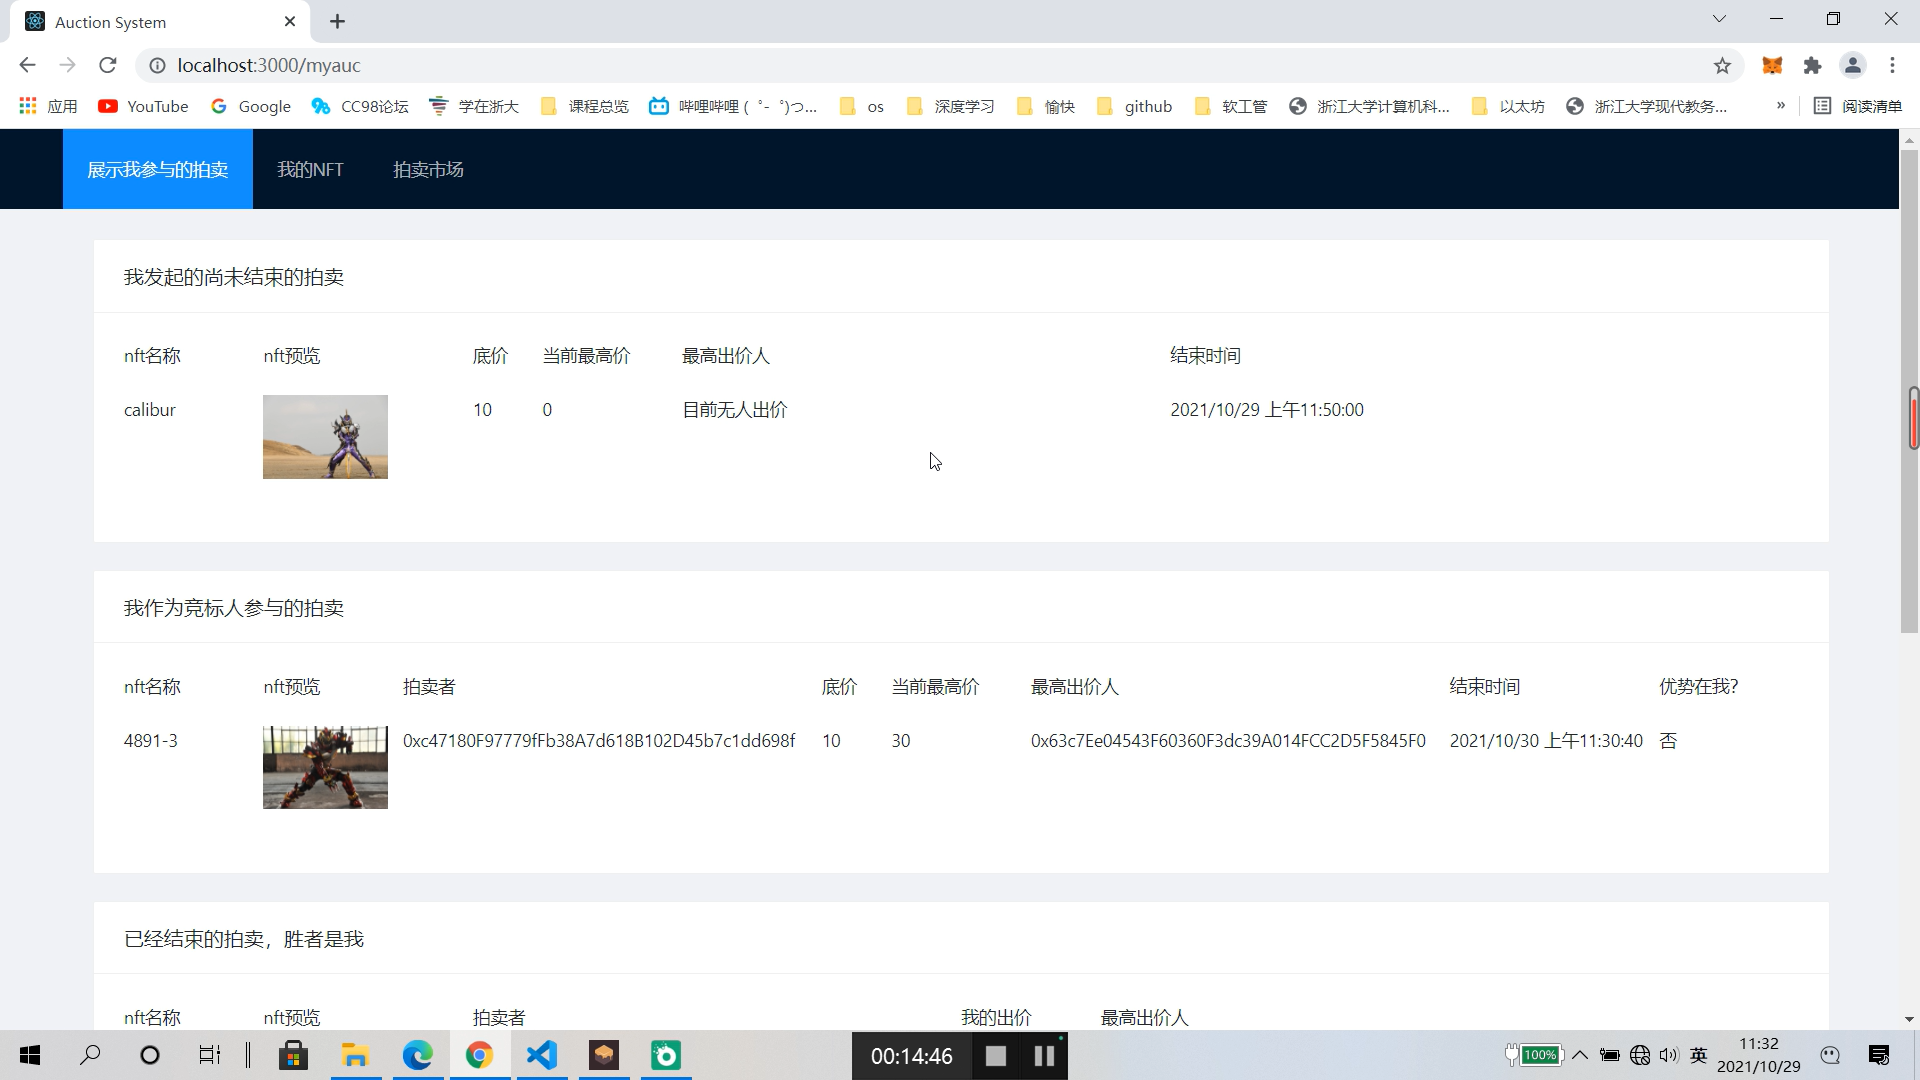 Auction System
localhost:3000/myauc
应用 YouTube Google CC98论坛 学在浙大 课程总览 哔哩哔哩 (゜-゜)つ... os 深度学习 愉快 github 软工管 浙江大学计算机科... 以太坊 浙江大学现代教务... » 阅读清单
展示我参与的拍卖 我的NFT 拍卖市场
我发起的尚未结束的拍卖
nft名称 nft预览 底价 当前最高价 最高出价人 结束时间
calibur 10 0 目前无人出价 2021/10/29 上午11:50:00
我作为竞标人参与的拍卖
nft名称 nft预览 拍卖者 底价 当前最高价 最高出价人 结束时间 优势在我?
4891-3 0xc47180F97779fFb38A7d618B102D45b7c1dd698f 10 30 0x63c7Ee04543F60360F3dc39A014FCC2D5F5845F0 2021/10/30 上午11:30:40 否
已经结束的拍卖，胜者是我
nft名称 nft预览 拍卖者 我的出价 最高出价人
00:14:46 100% 英 11:32
2021/10/29